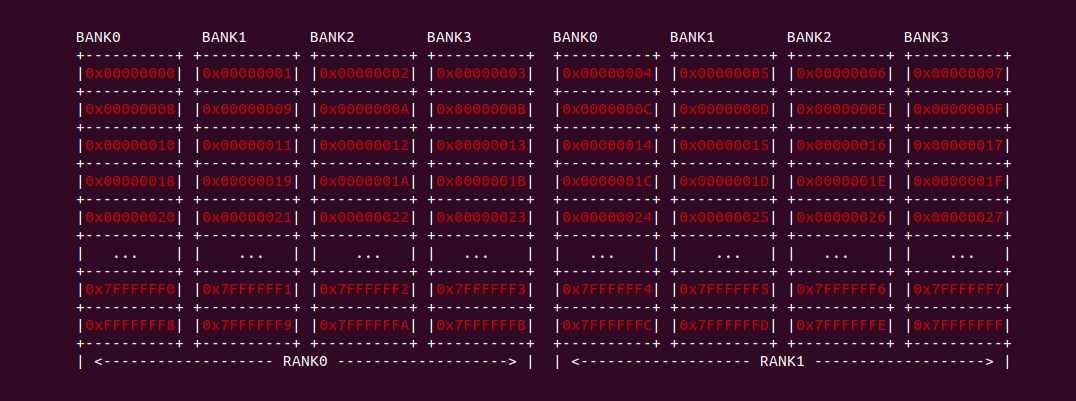 BANK0 BANK1 BANK2 BANK3 BANK0 BANK1 BANK2 BANK3
+----------+ +----------+ +----------+ +----------+ +----------+ +----------+ +----------+ +----------+
|0x00000000| |0x00000001| |0x00000002| |0x00000003| |0x00000004| |0x00000005| |0x00000006| |0x00000007|
+----------+ +----------+ +----------+ +----------+ +----------+ +----------+ +----------+ +----------+
|0x00000008| |0x00000009| |0x0000000A| |0x0000000B| |0x0000000C| |0x0000000D| |0x0000000E| |0x0000000F|
+----------+ +----------+ +----------+ +----------+ +----------+ +----------+ +----------+ +----------+
|0x00000010| |0x00000011| |0x00000012| |0x00000013| |0x00000014| |0x00000015| |0x00000016| |0x00000017|
+----------+ +----------+ +----------+ +----------+ +----------+ +----------+ +----------+ +----------+
|0x00000018| |0x00000019| |0x0000001A| |0x0000001B| |0x0000001C| |0x0000001D| |0x0000001E| |0x0000001F|
+----------+ +----------+ +----------+ +----------+ +----------+ +----------+ +----------+ +----------+
|0x00000020| |0x00000021| |0x00000022| |0x00000023| |0x00000024| |0x00000025| |0x00000026| |0x00000027|
+----------+ +----------+ +----------+ +----------+ +----------+ +----------+ +----------+ +----------+
| ... | | ... | | ... | | ... | | ... | | ... | | ... | | ... |
+----------+ +----------+ +----------+ +----------+ +----------+ +----------+ +----------+ +----------+
|0x7FFFFFF0| |0x7FFFFFF1| |0x7FFFFFF2| |0x7FFFFFF3| |0x7FFFFFF4| |0x7FFFFFF5| |0x7FFFFFF6| |0x7FFFFFF7|
+----------+ +----------+ +----------+ +----------+ +----------+ +----------+ +----------+ +----------+
|0xFFFFFFF8| |0x7FFFFFF9| |0x7FFFFFFA| |0x7FFFFFFB| |0x7FFFFFFC| |0x7FFFFFFD| |0x7FFFFFFE| |0x7FFFFFFF|
+----------+ +----------+ +----------+ +----------+ +----------+ +----------+ +----------+ +----------+
| <------------------- RANK0 -------------------> | | <------------------- RANK1 -------------------> |